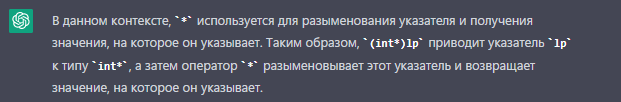 В данном контексте, `*` используется для разыменования указателя и получения
значения, на которое он указывает. Таким образом, `(int*)lp` приводит указатель `lp`
к типу `int*`, а затем оператор `*` разыменовывает этот указатель и возвращает
значение, на которое он указывает.